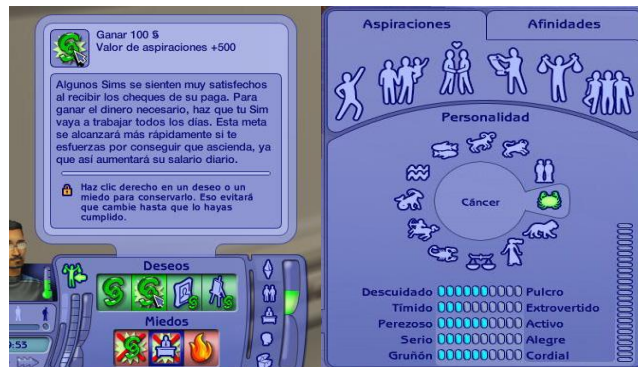 Ganar 100 §
Valor de aspiraciones +500
Algunos Sims se sienten muy satisfechos
al recibir los cheques de su paga. Para
ganar el dinero necesario, haz que tu Sim
vaya a trabajar todos los días. Esta meta
se alcanzará más rápidamente si te
esfuerzas por conseguir que ascienda, ya
que así aumentará su salario diario.
Haz clic derecho en un deseo o un
miedo para conservarlo. Eso evitará
que cambie hasta que lo hayas
cumplido.
Deseos
Miedos
:53
Aspiraciones
Afinidades
Personalidad
Cáncer
Descuidado Pulcro
Tímido Extrovertido
Perezoso Activo
Serio Alegre
Gruñón Cordial